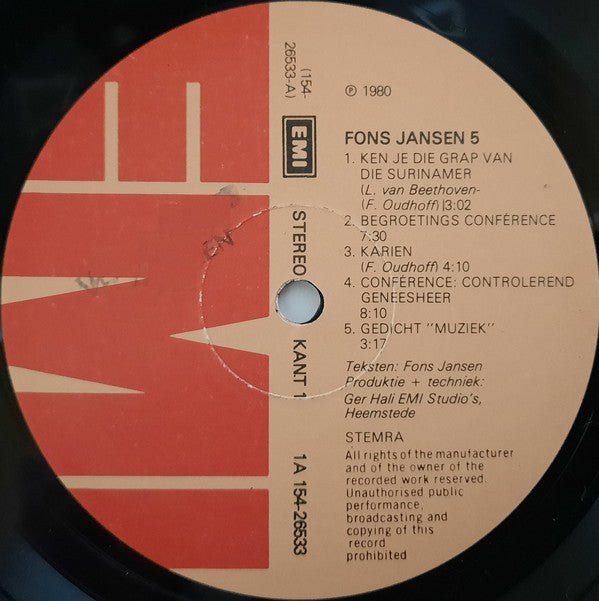 (154-
26533-A)
EMI
STEREO KANT 1 1A 154-26533
℗ 1980
FONS JANSEN 5
1. KEN JE DIE GRAP VAN
DIE SURINAMER
(L. van Beethoven-
(F. Oudhoff)|3:02
2. BEGROETINGS CONFÉRENCE
7:30
3. KARIEN
(F. Oudhoff) 4:10
4. CONFÉRENCE: CONTROLEREND
GENEESHEER
8:10
5. GEDICHT "MUZIEK"
3:17
Teksten: Fons Jansen
Produktie + techniek:
Ger Hali EMI Studio's,
Heemstede
STEMRA
All rights of the manufacturer
and of the owner of the
recorded work reserved.
Unauthorised public
performance,
broadcasting and
copying of this
record
prohibited
EMI